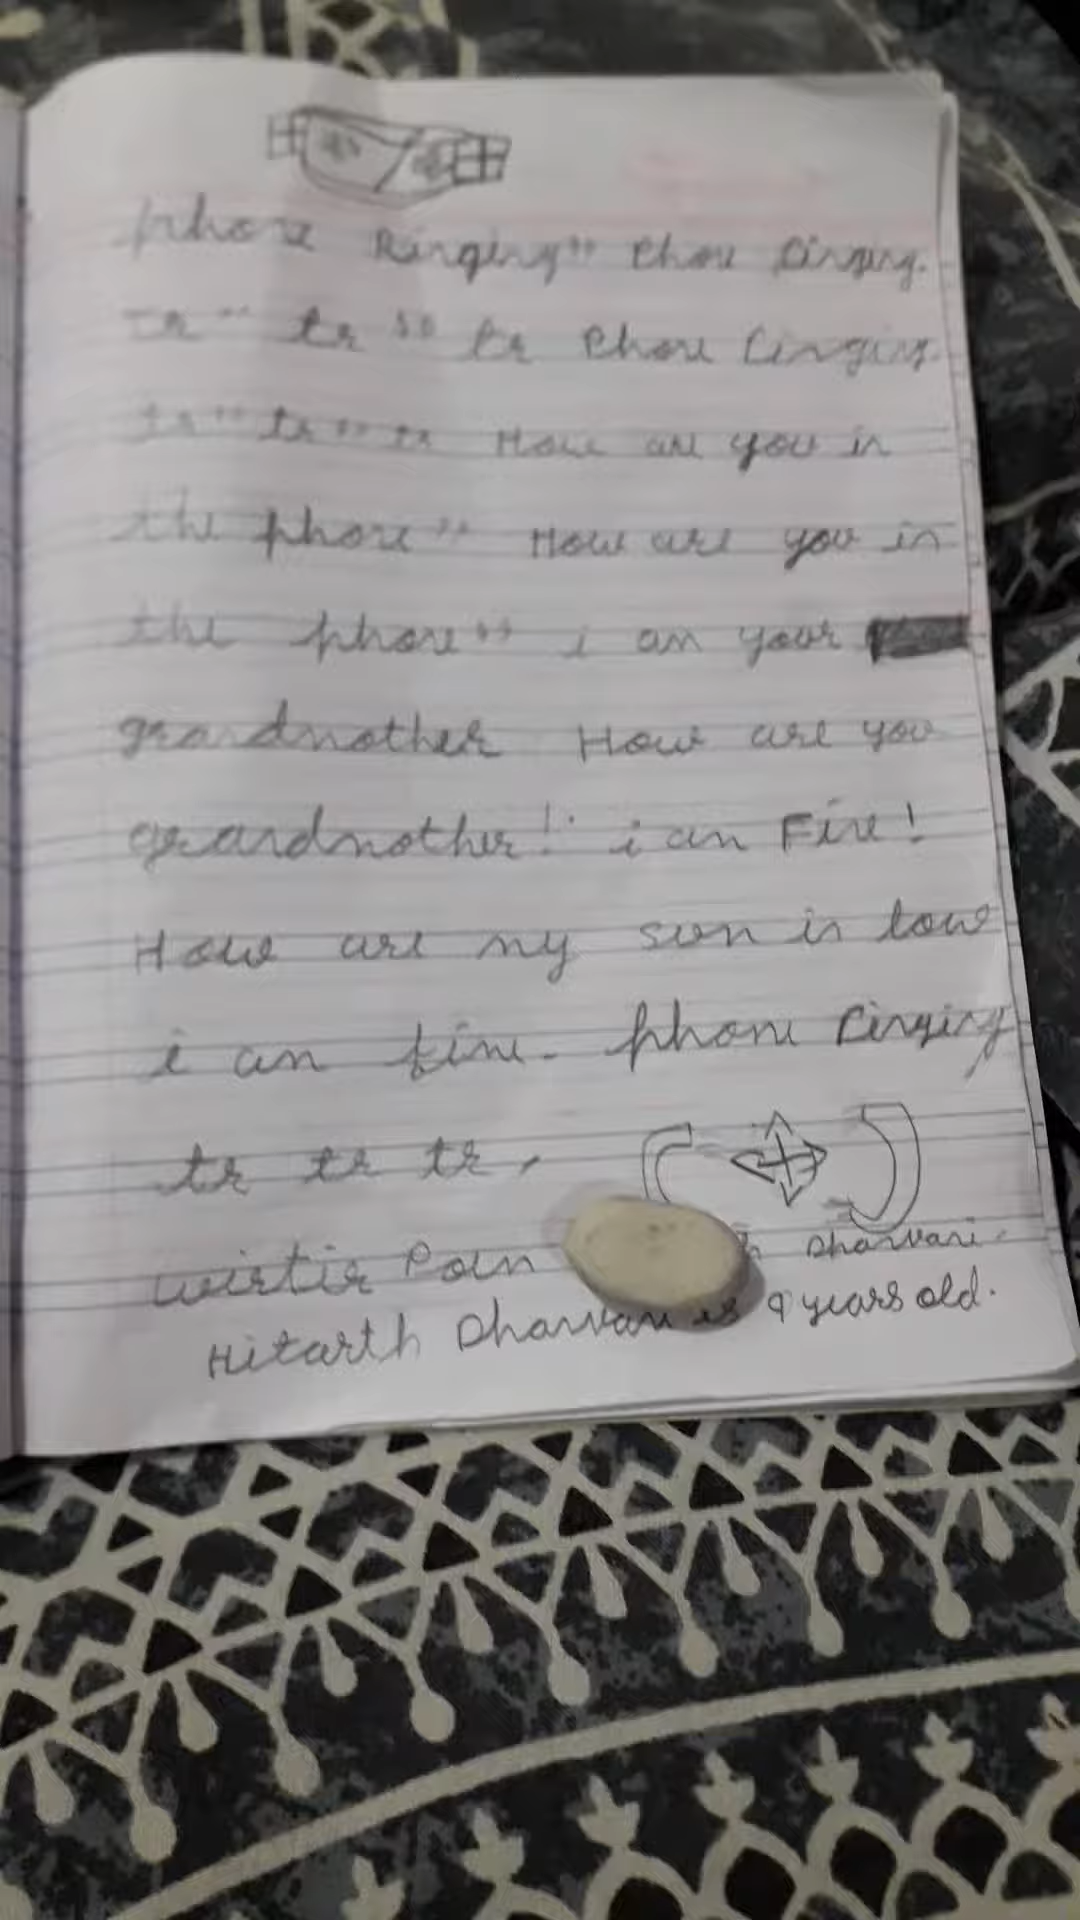 phone Ringing" Phone Ringing.
Tr" tr" tr Phone Ringing
tr" tr" tr How are you in
the phone" How are you in
the phone" i am your
grandmother How are you
grandmother! i am Fine!
How are my son in low
i am fine. phone Ringing
tr tr tr.
Poem Dharvani.
Hitarth Dharvani is 9 years old.